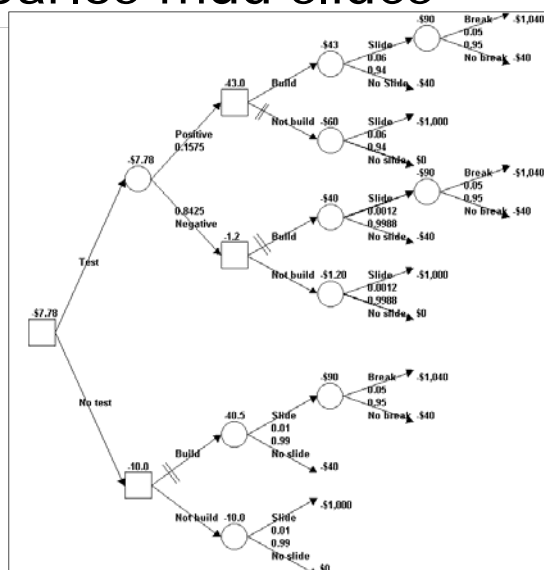 -$90
Break
-$1,040
0.05
0.95
No break
-$40
-$43
Slide
0.06
0.94
No Slide
-$40
-43.0
Build
Not build
-$60
Slide
-$1,000
0.06
0.94
No slide
$0
Positive
0.1575
-$7.78
-$90
Break
-$1,040
0.05
0.95
No break
-$40
-$40
Slide
0.0012
0.9988
No slide
-$40
0.8425
Negative
-1.2
Build
Not build
-$1.20
Slide
-$1,000
0.0012
0.9988
No slide
$0
Test
-$7.78
No test
-$90
Break
-$1,040
0.05
0.95
No break
-$40
-40.5
Slide
0.01
0.99
No slide
-$40
-10.0
Build
Not build
-10.0
Slide
-$1,000
0.01
0.99
No slide
$0